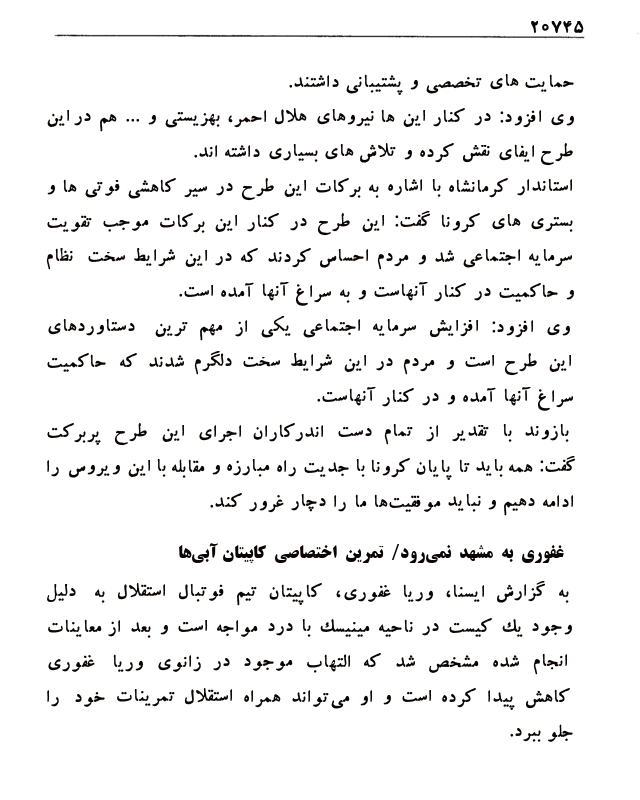 ۲۰۷۴۵
حمایت های تخصصی و پشتیبانی داشتند.
وی افزود: در کنار این ها نیروهای هلال احمر، بهزیستی و ... هم در این
طرح ایفای نقش کرده و تلاش های بسیاری داشته اند.
استاندار کرمانشاه با اشاره به برکات این طرح در سیر کاهشی فوتی ها و
بستری های کرونا گفت: این طرح در کنار این برکات موجب تقویت
سرمایه اجتماعی شد و مردم احساس کردند که در این شرایط سخت نظام
و حاکمیت در کنار آنهاست و به سراغ آنها آمده است.
وی افزود: افزایش سرمایه اجتماعی یکی از مهم ترین دستاوردهای
این طرح است و مردم در این شرایط سخت دلگرم شدند که حاکمیت
سراغ آنها آمده و در کنار آنهاست.
بازوند با تقدیر از تمام دست اندرکاران اجرای این طرح پربرکت
گفت: همه باید تا پایان کرونا با جدیت راه مبارزه و مقابله با این ویروس را
ادامه دهیم و نباید موفقیت‌ها ما را دچار غرور کند.
غفوری به مشهد نمی‌رود/ تمرین اختصاصی کاپیتان آبی‌ها
به گزارش ایسنا، وریا غفوری، کاپیتان تیم فوتبال استقلال به دلیل
وجود یك کیست در ناحیه مینیسك با درد مواجه است و بعد از معاینات
انجام شده مشخص شد که التهاب موجود در زانوی وریا غفوری
کاهش پیدا کرده است و او می‌تواند همراه استقلال تمرینات خود را
جلو ببرد.